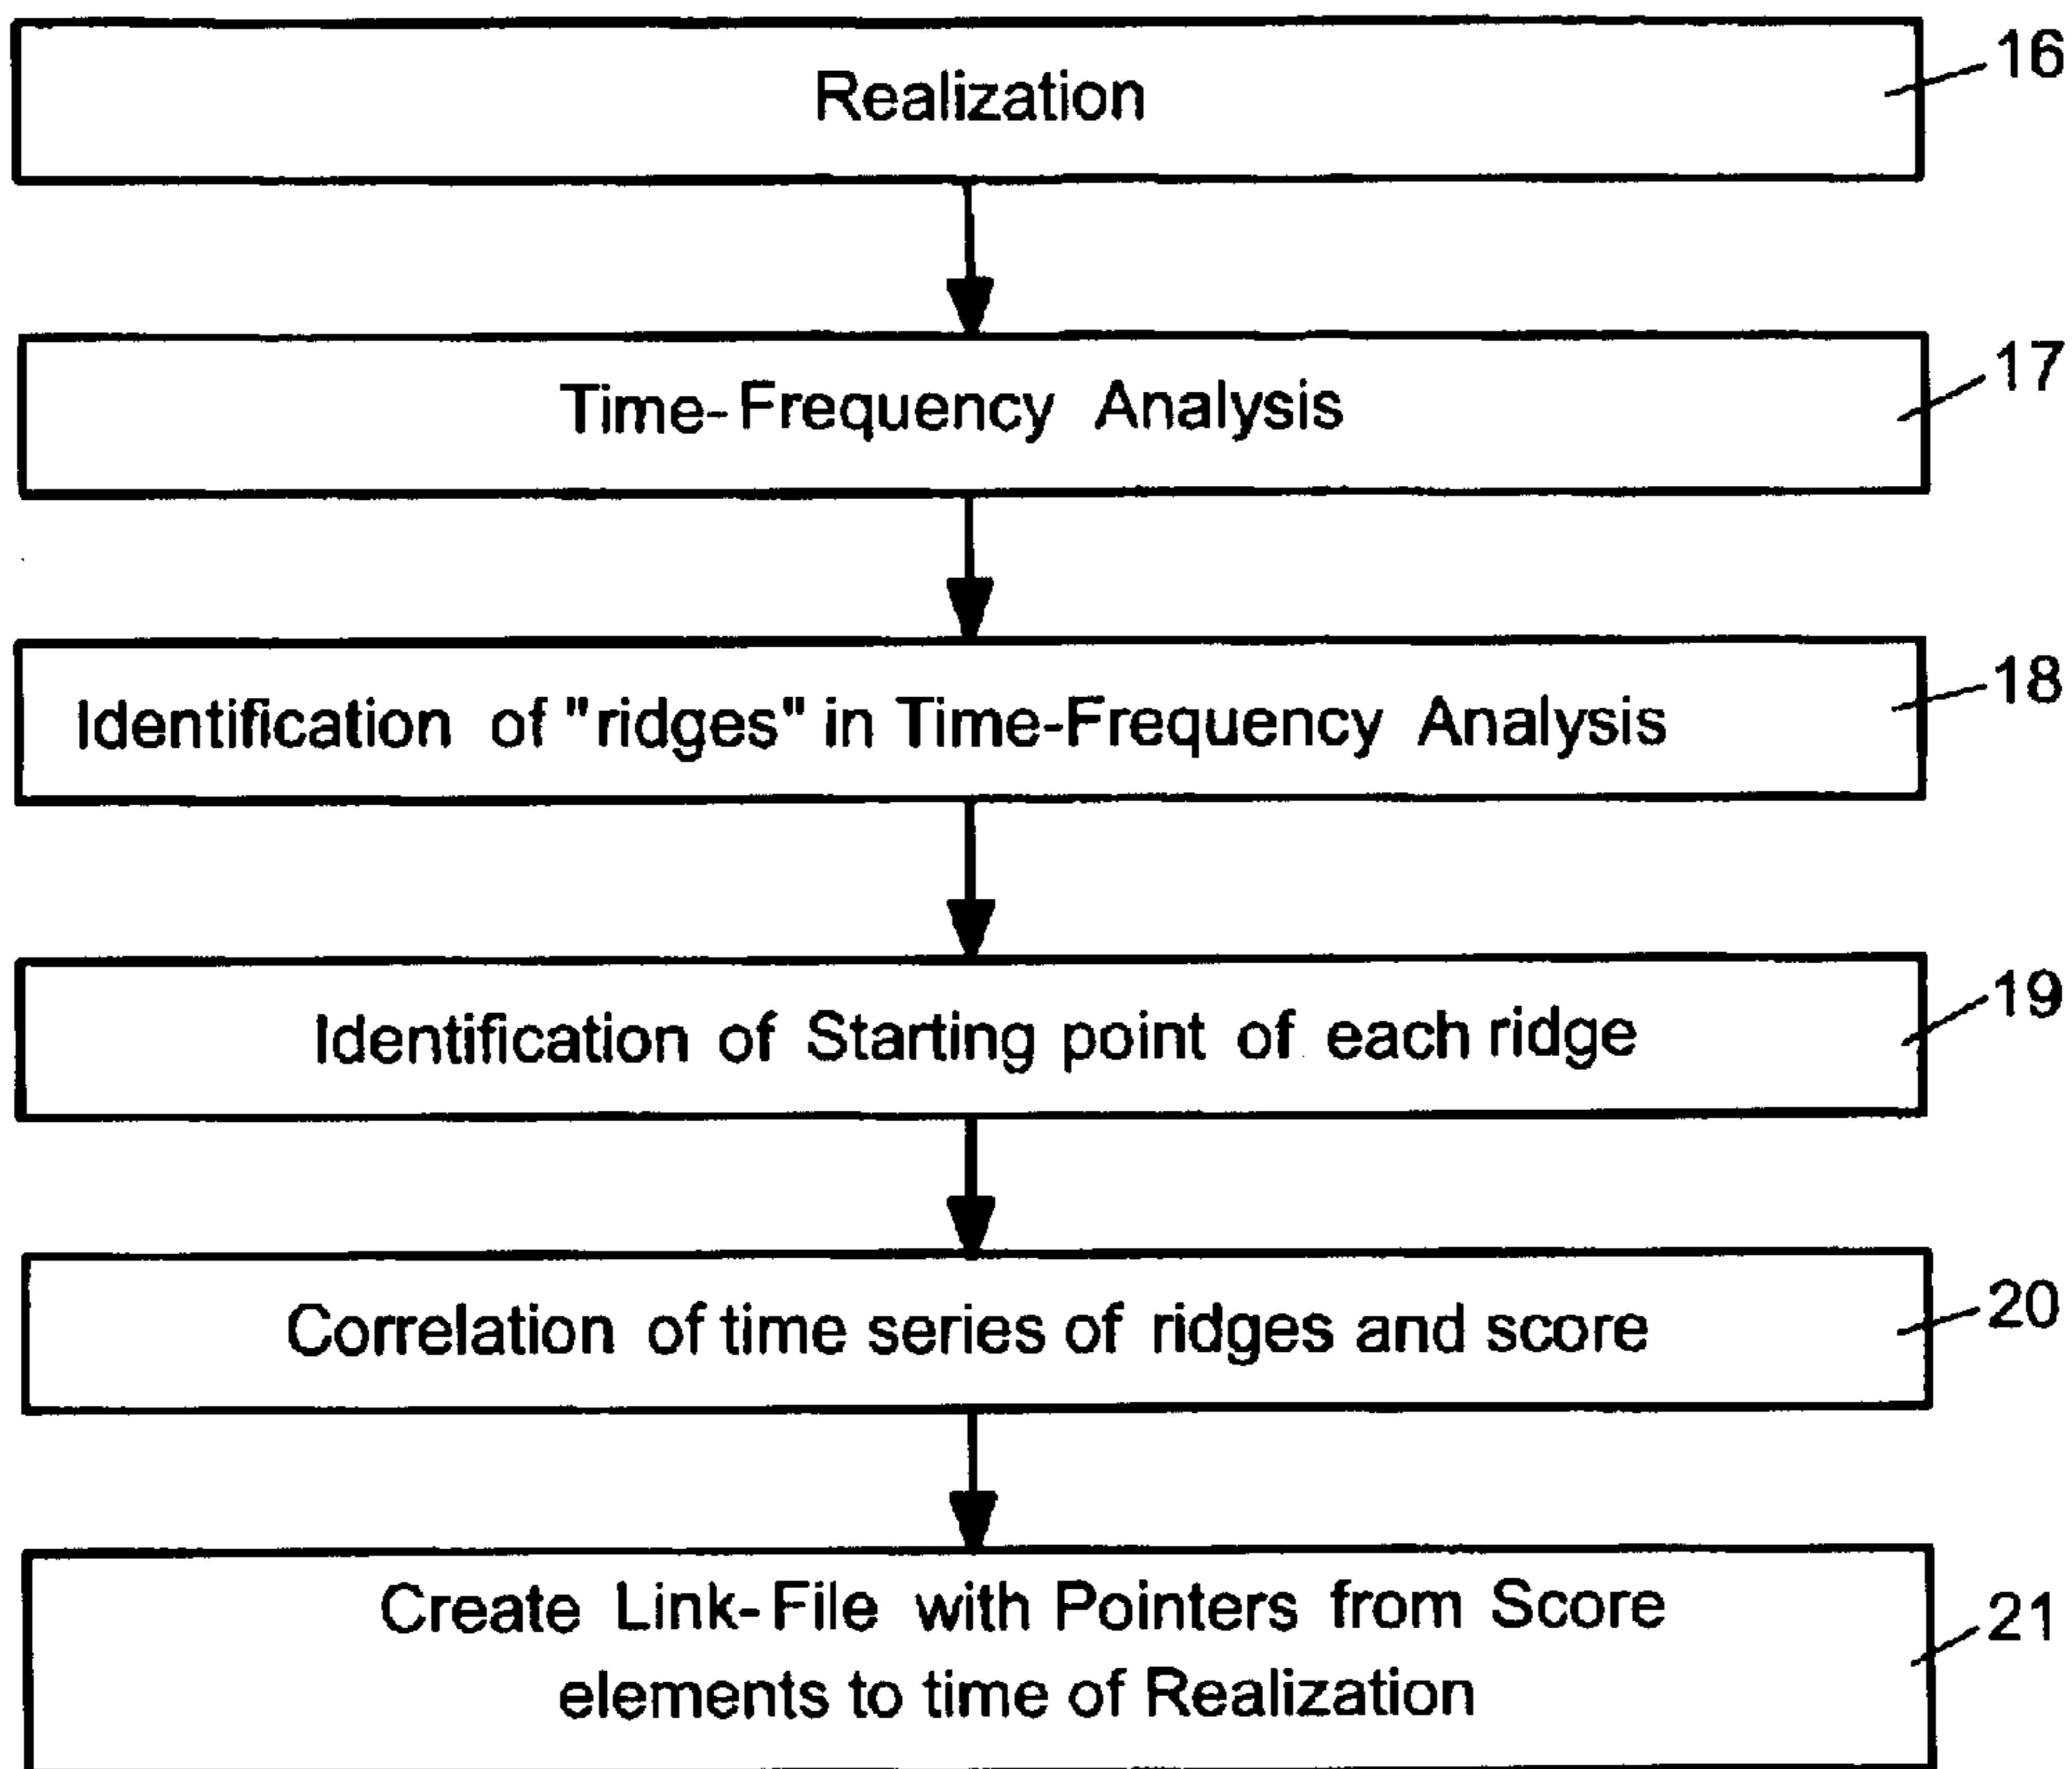 Realization
16
Time-Frequency Analysis
17
Identification of "ridges" in Time-Frequency Analysis
18
Identification of Starting point of each ridge
19
Correlation of time series of ridges and score
20
Create Link-File with Pointers from Score
elements to time of Realization
21